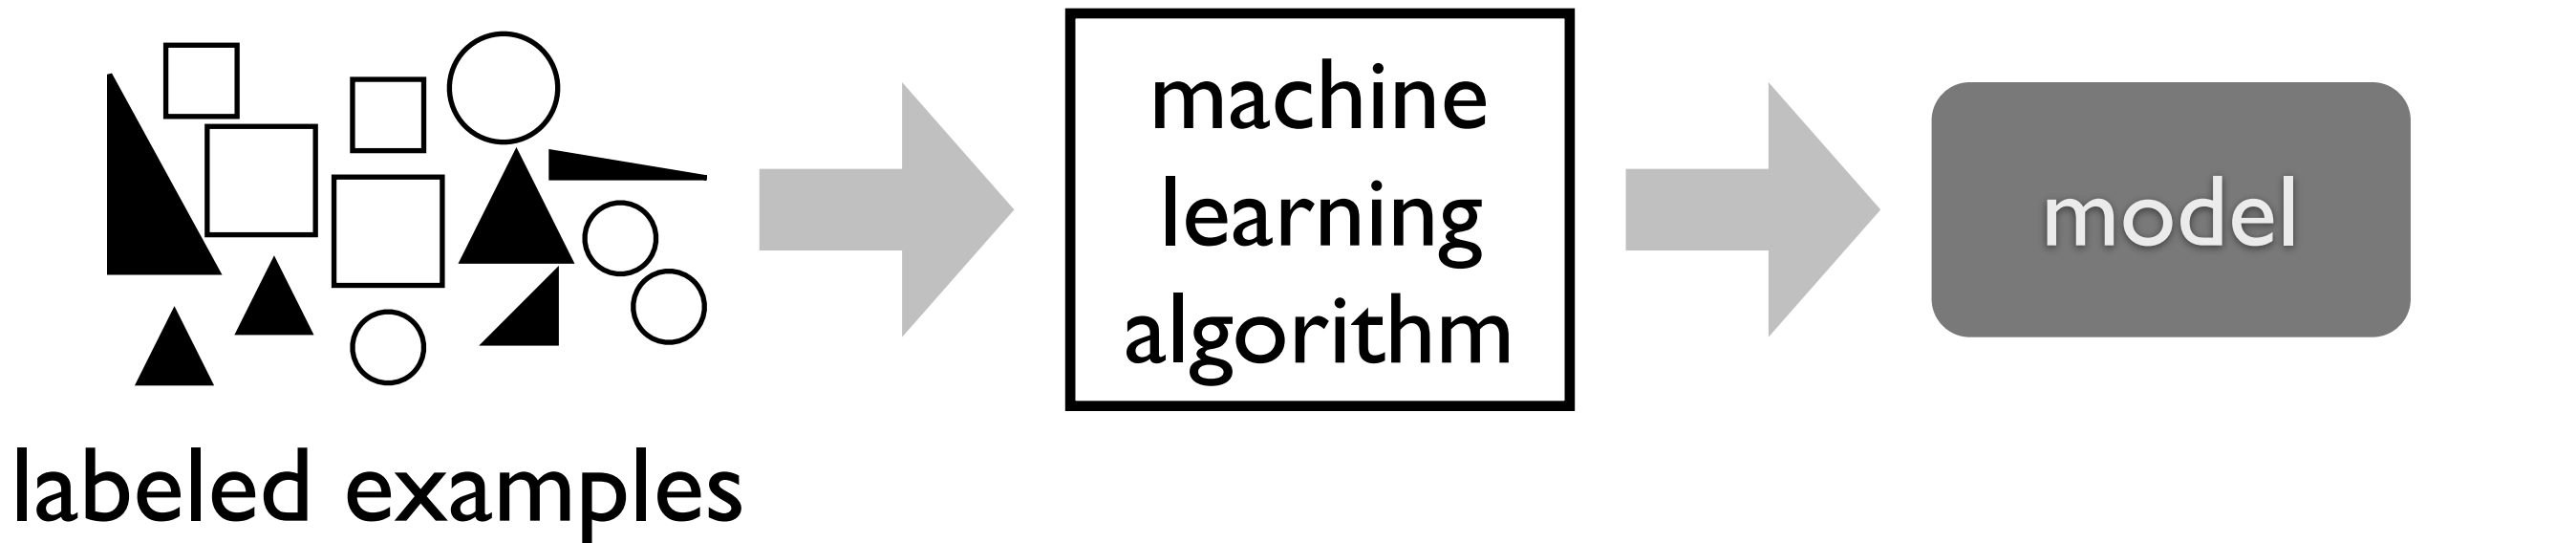 machine
learning
algorithm
model
labeled examples